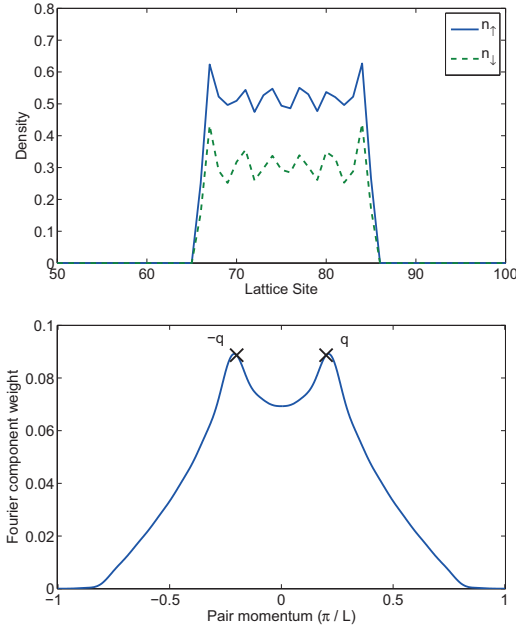 0.8
0.7
0.6
0.5
0.4
0.3
0.2
0.1
0
Density
50 60 70 80 90 100
Lattice Site
n↑
n↓
0.1
0.08
0.06
0.04
0.02
0
Fourier component weight
−q q
−1 −0.5 0 0.5 1
Pair momentum (π / L)